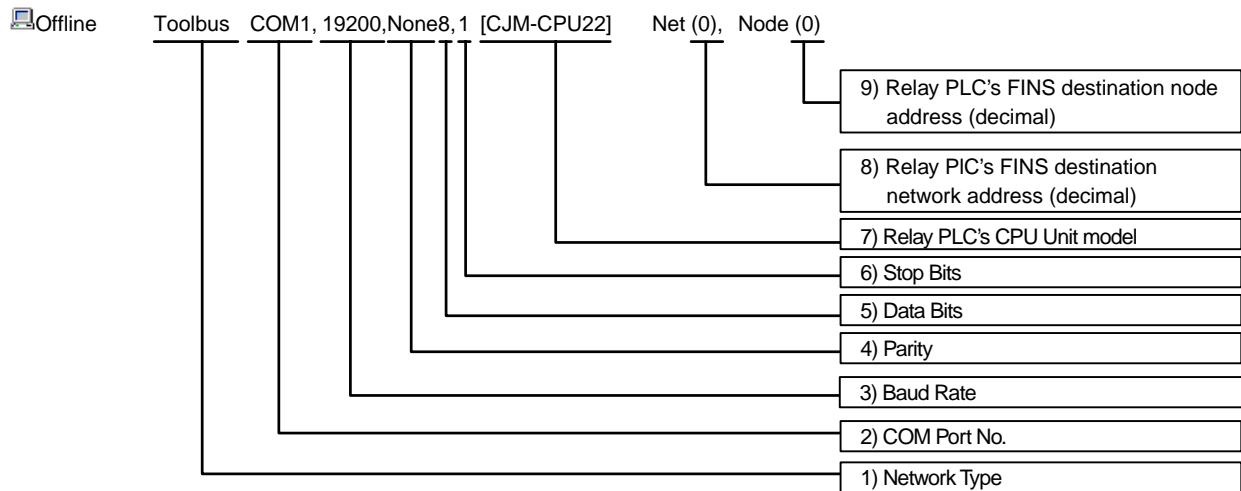 Offline Toolbus COM1, 19200,None8,1 [CJM-CPU22] Net (0), Node (0)
9) Relay PLC's FINS destination node
address (decimal)
8) Relay PlC's FINS destination
network address (decimal)
7) Relay PLC's CPU Unit model
6) Stop Bits
5) Data Bits
4) Parity
3) Baud Rate
2) COM Port No.
1) Network Type